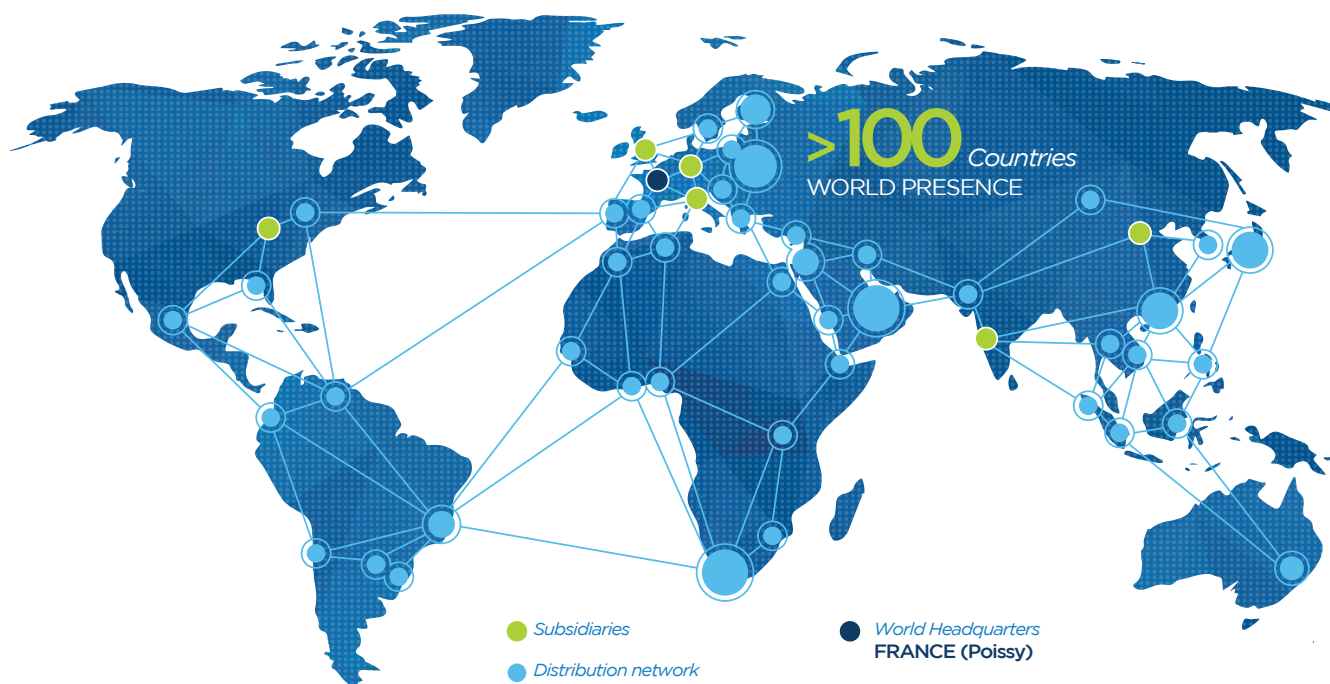 >100 Countries
WORLD PRESENCE
Subsidiaries
Distribution network
World Headquarters
FRANCE (Poissy)